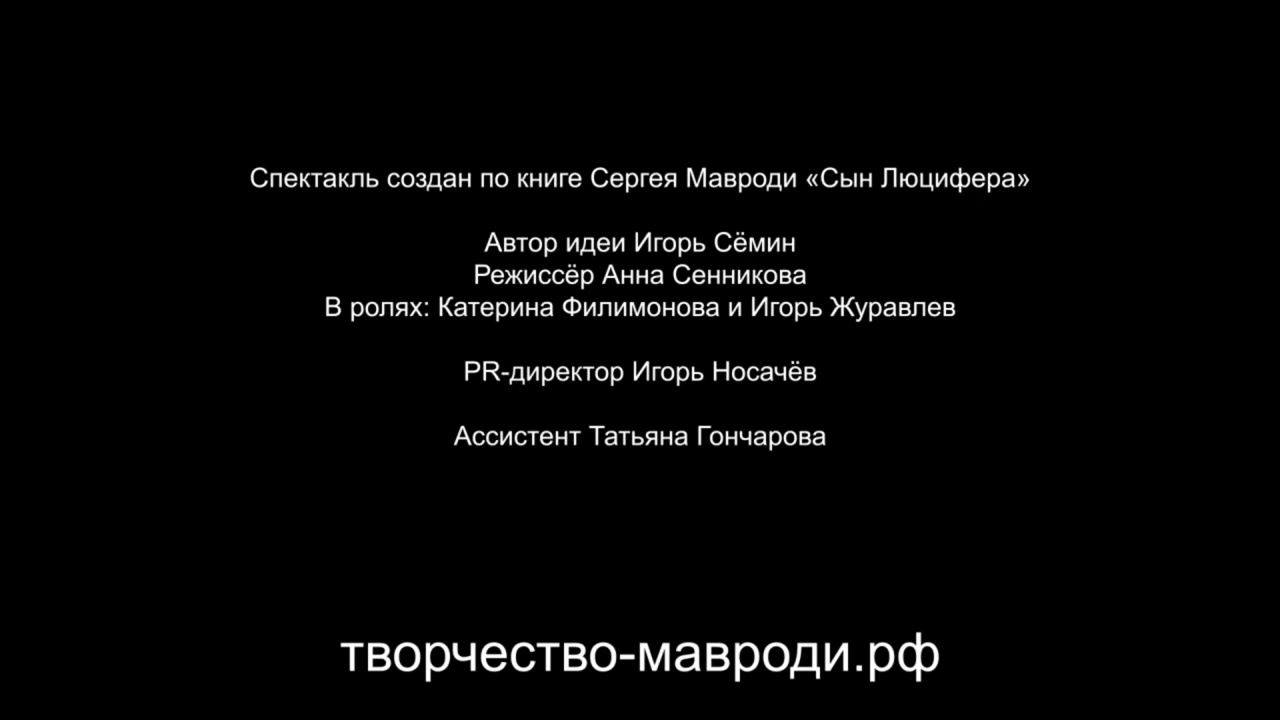 Спектакль создан по книге Сергея Мавроди «Сын Люцифера»
Автор идеи Игорь Сёмин
Режиссёр Анна Сенникова
В ролях: Катерина Филимонова и Игорь Журавлев
PR-директор Игорь Носачёв
Ассистент Татьяна Гончарова
творчество-мавроди.рф